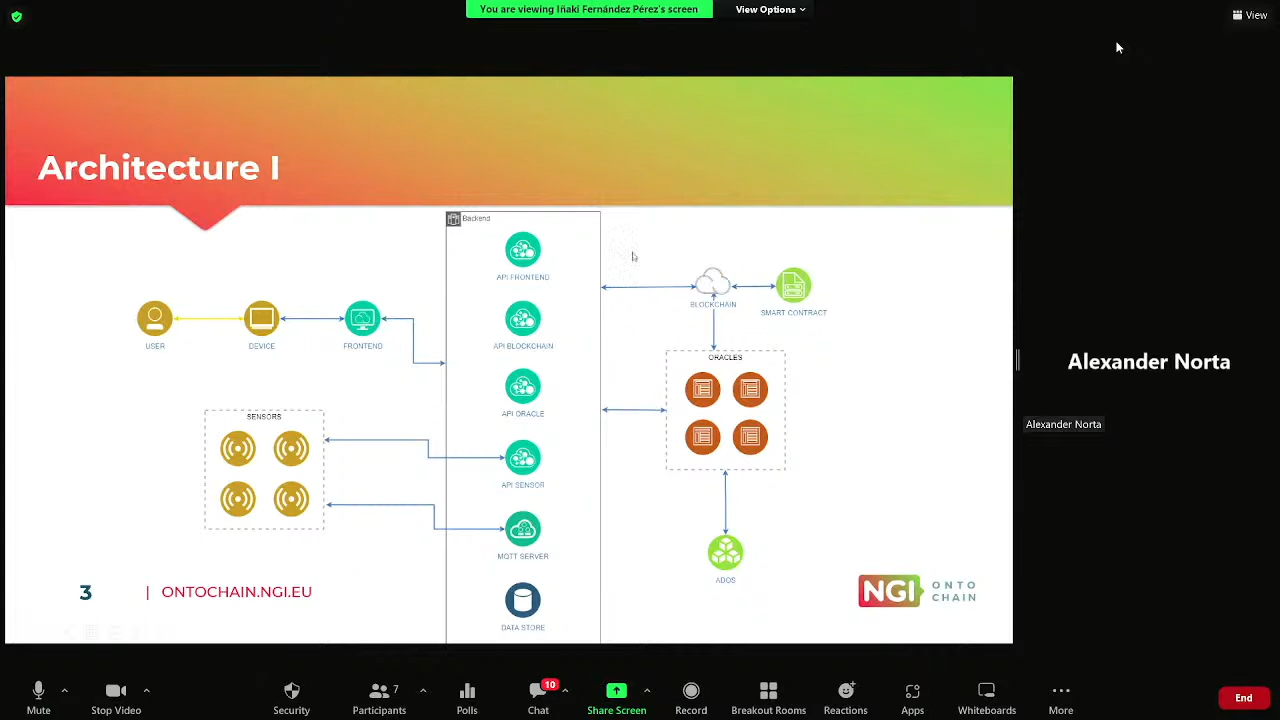 You are viewing Iñaki Fernández Pérez's screen
View Options
View
Architecture I
Backend
API FRONTEND
BLOCKCHAIN
SMART CONTRACT
USER
DEVICE
FRONTEND
API BLOCKCHAIN
ORACLES
Alexander Norta
API ORACLE
SENSORS
Alexander Norta
API SENSOR
MQTT SERVER
ADOS
3
| ONTOCHAIN.NGI.EU
NGI ONTO
CHAIN
DATA STORE
Mute
Stop Video
Security
Participants 7
Polls
Chat 10
Share Screen
Record
Breakout Rooms
Reactions
Apps
Whiteboards
More
End